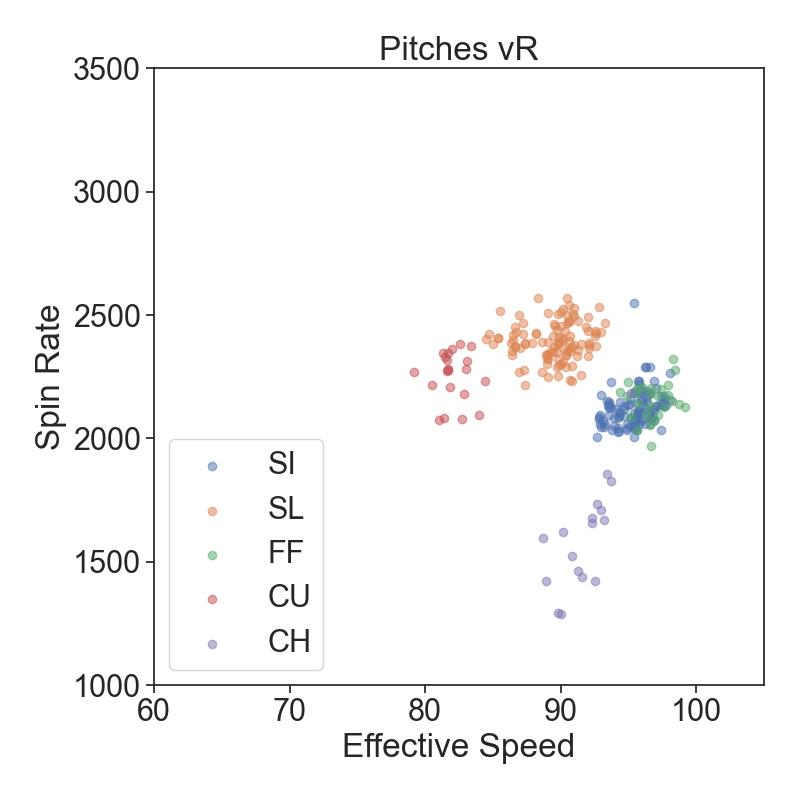 Pitches vR
3500
3000
2500
2000
1500
1000
Spin Rate
SI
SL
FF
CU
CH
60 70 80 90 100
Effective Speed